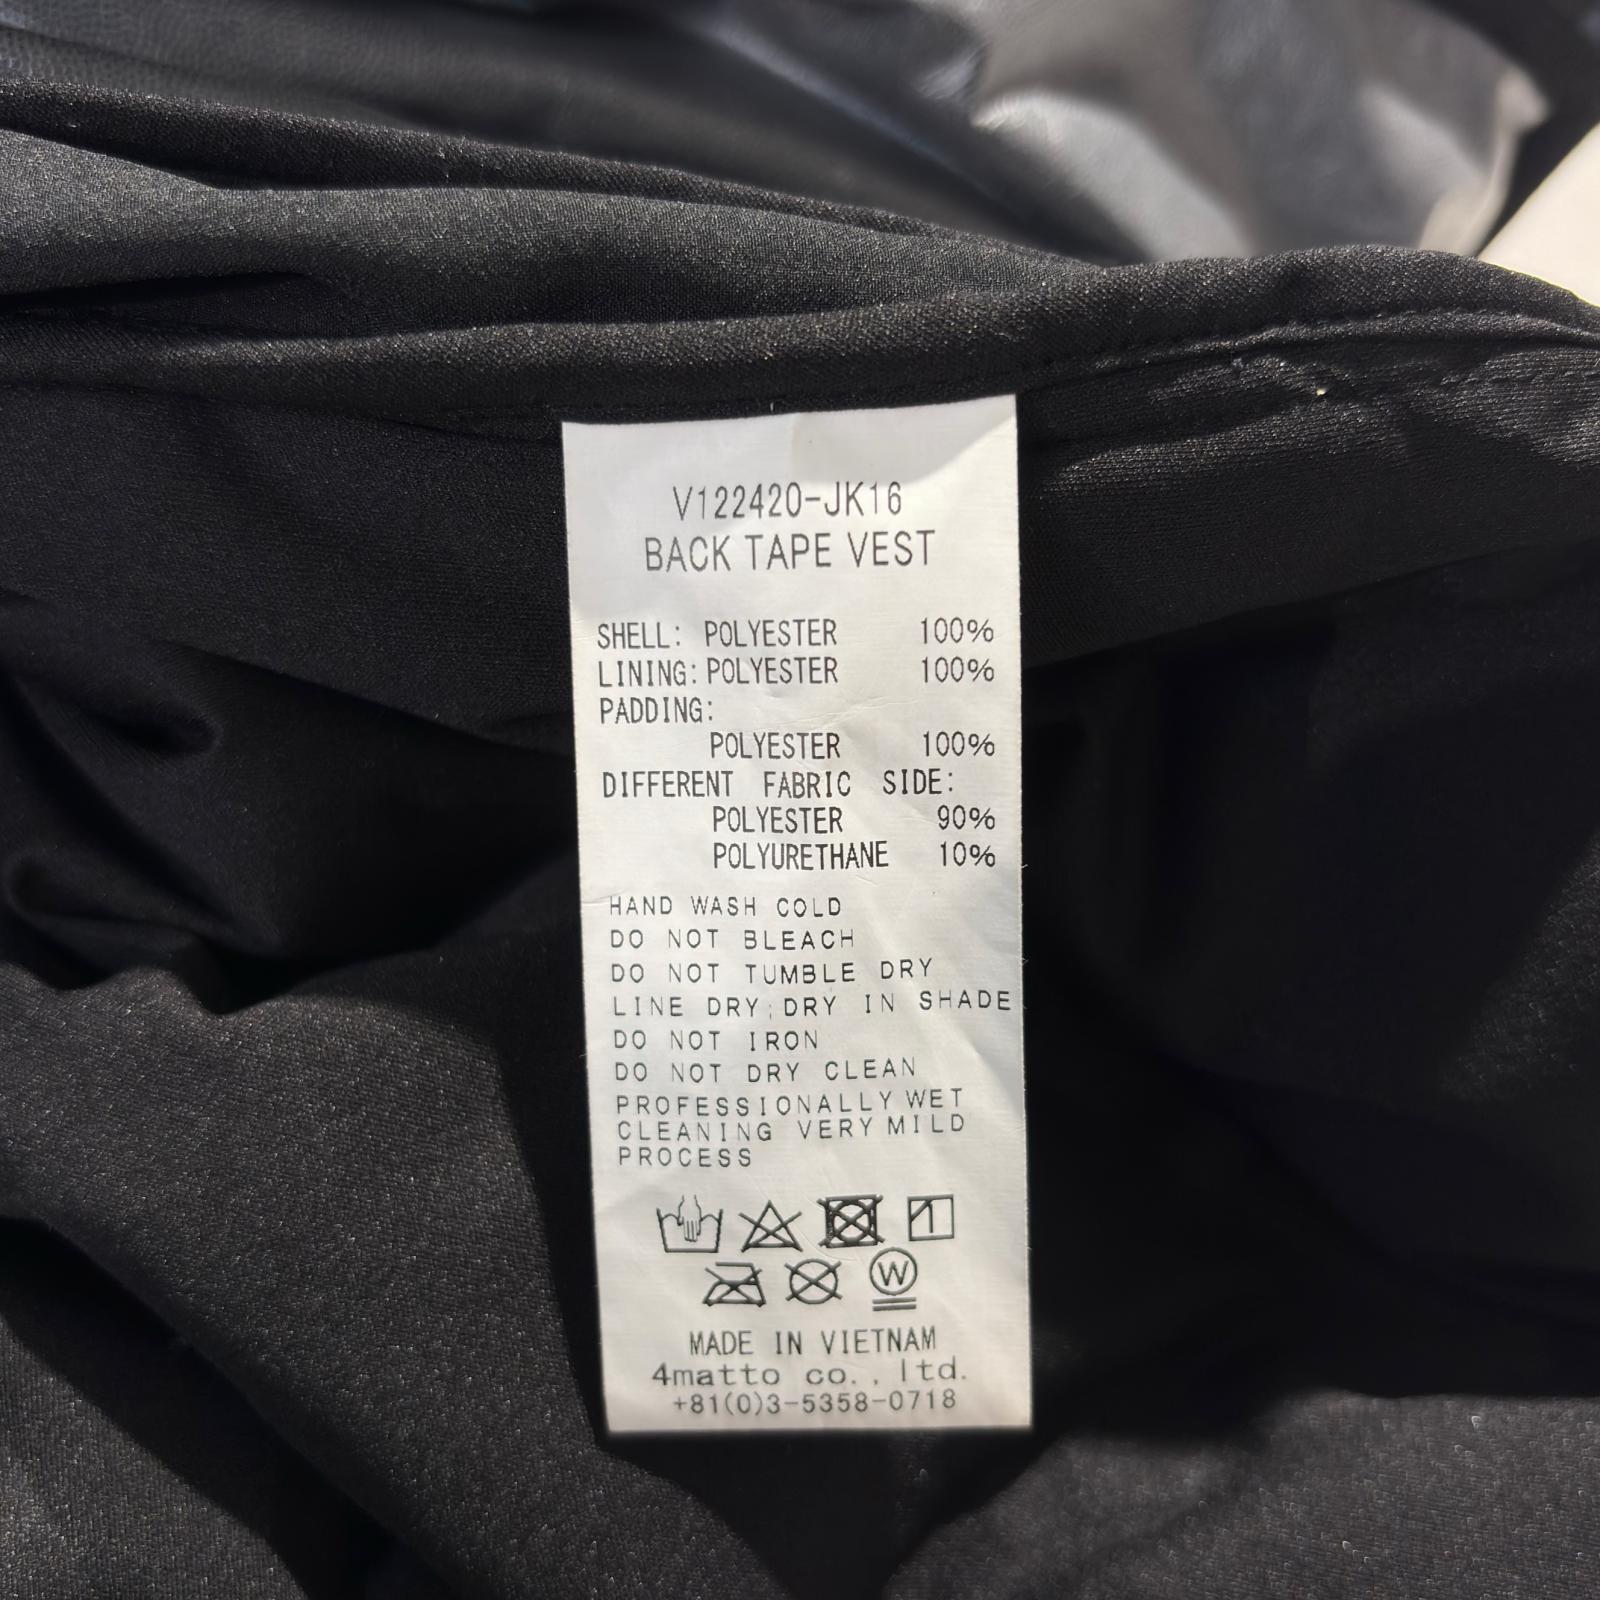 V122420-JK16
BACK TAPE VEST
SHELL: POLYESTER 100%
LINING: POLYESTER 100%
PADDING:
POLYESTER 100%
DIFFERENT FABRIC SIDE:
POLYESTER 90%
POLYURETHANE 10%
HAND WASH COLD
DO NOT BLEACH
DO NOT TUMBLE DRY
LINE DRY;DRY IN SHADE
DO NOT IRON
DO NOT DRY CLEAN
PROFESSIONALLY WET
CLEANING VERY MILD
PROCESS
W
MADE IN VIETNAM
4matto co., ltd.
+81(0)3-5358-0718